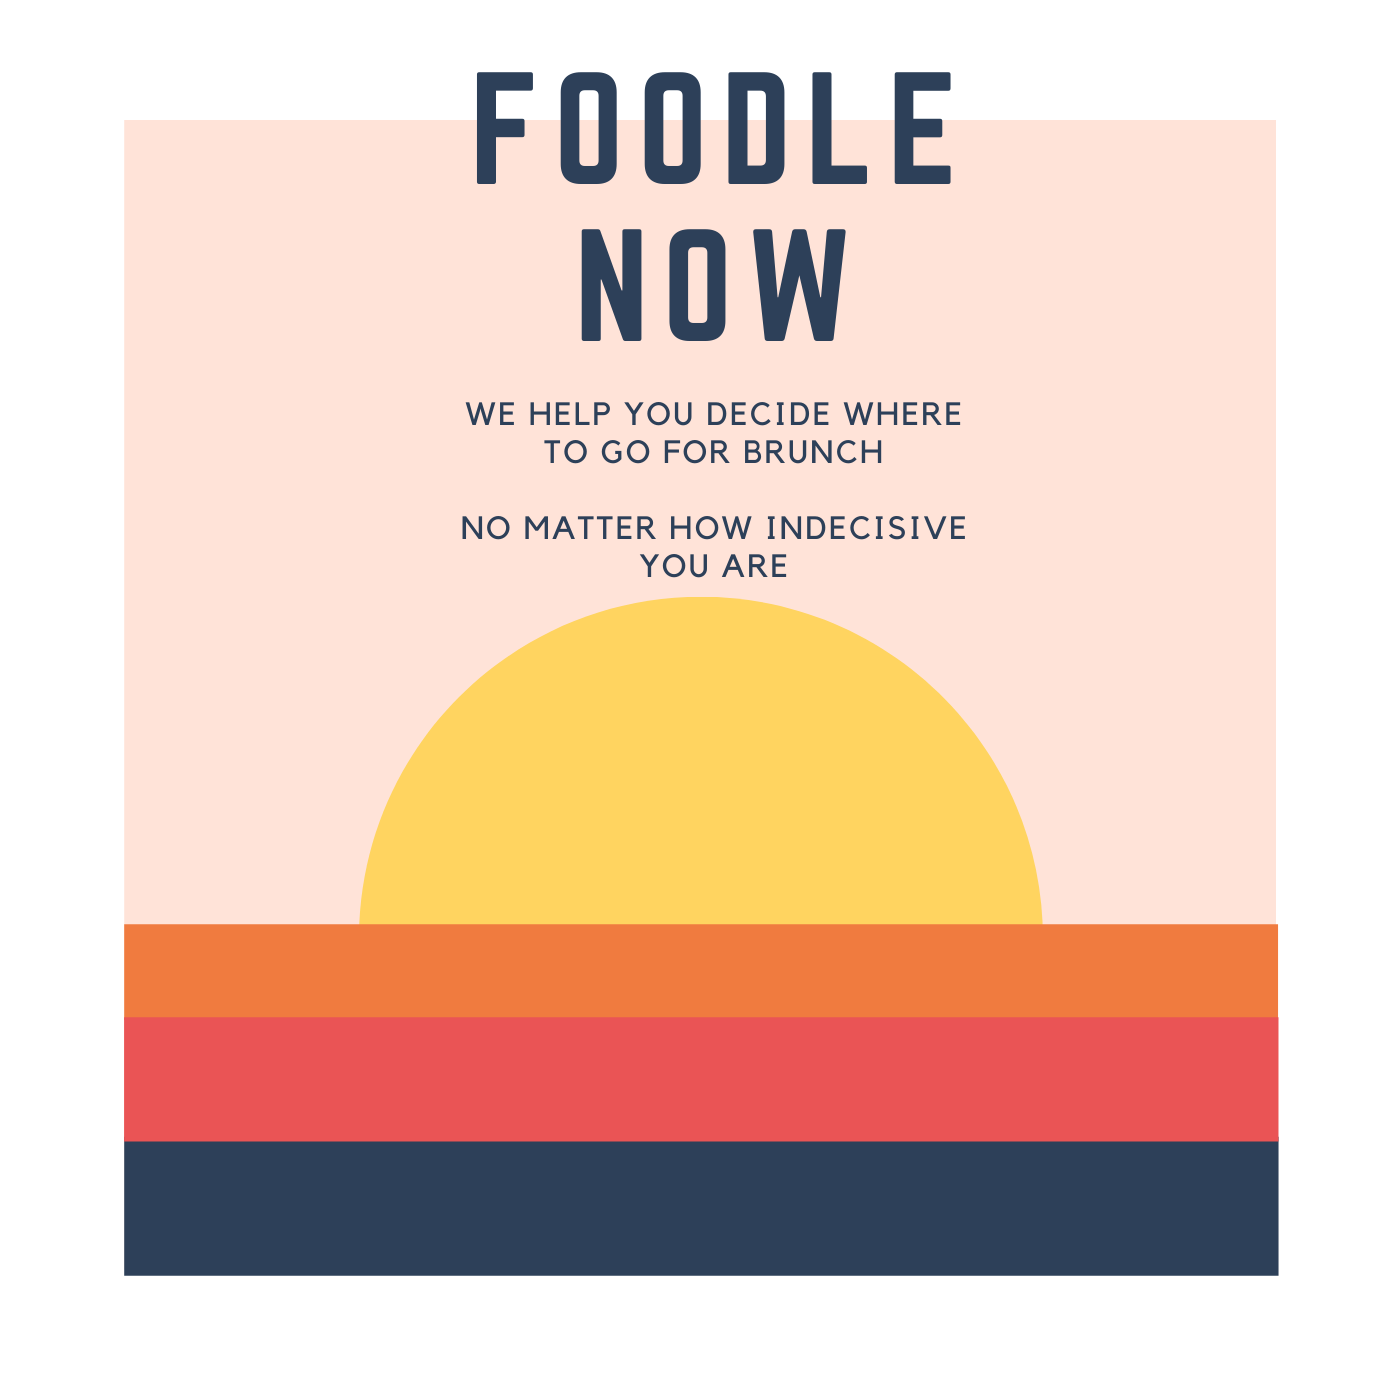 FOODLE
NOW
WE HELP YOU DECIDE WHERE
TO GO FOR BRUNCH
NO MATTER HOW INDECISIVE
YOU ARE